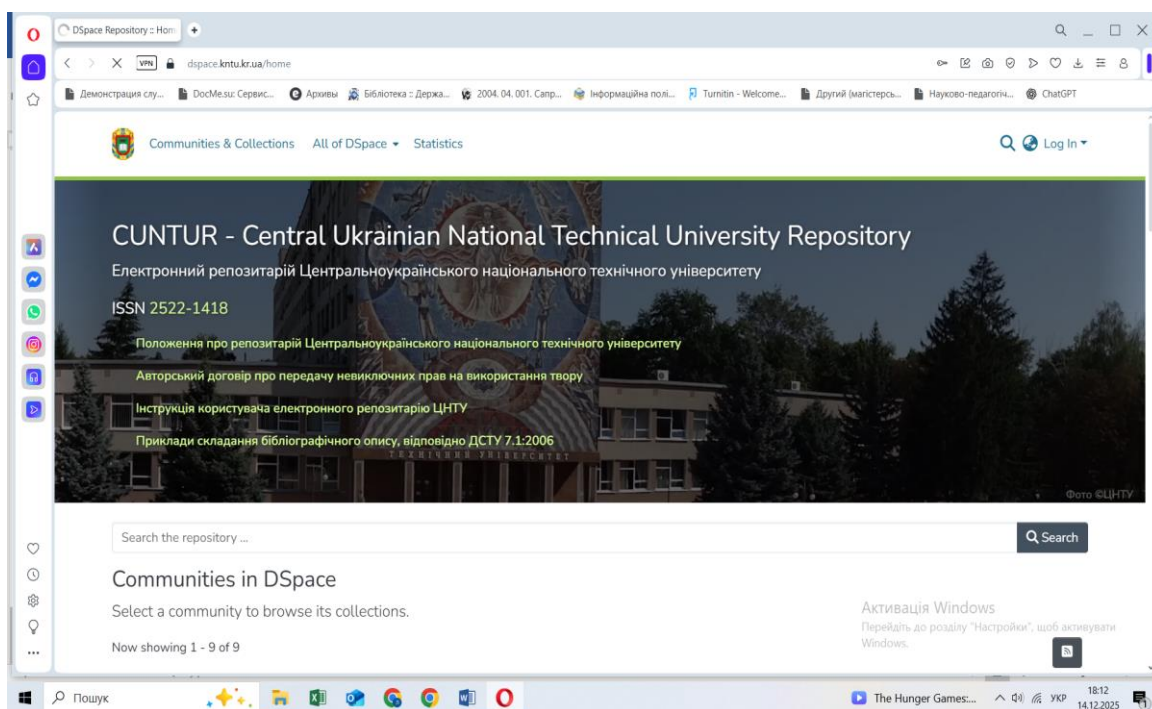 DSpace Repository :: Hom
VPN
dspace.kntu.kr.ua/home
Демонстрация слу...
DocMe.su: Сервис...
Архивы
Бібліотека :: Держа...
2004. 04. 001. Сапр...
Інформаційна полі...
Turnitin - Welcome...
Другий (магістерсь...
Науково-педагогіч...
ChatGPT
Communities & Collections
All of DSpace
Statistics
Log In
CUNTUR - Central Ukrainian National Technical University Repository
Електронний репозитарій Центральноукраїнського національного технічного університету
ISSN 2522-1418
Положення про репозитарій Центральноукраїнського національного технічного університету
Авторський договір про передачу невиключних прав на використання твору
Інструкція користувача електронного репозитарію ЦНТУ
Приклади складання бібліографічного опису, відповідно ДСТУ 7.1:2006
ТЕХНІЧНИЙ УНІВЕРСИТЕТ
Фото ©ЦНТУ
Search the repository ...
Search
Communities in DSpace
Select a community to browse its collections.
Now showing 1 - 9 of 9
Активація Windows
Перейдіть до розділу "Настройки", щоб активувати
Windows.
Пошук
The Hunger Games:...
УКР
18:12
14.12.2025